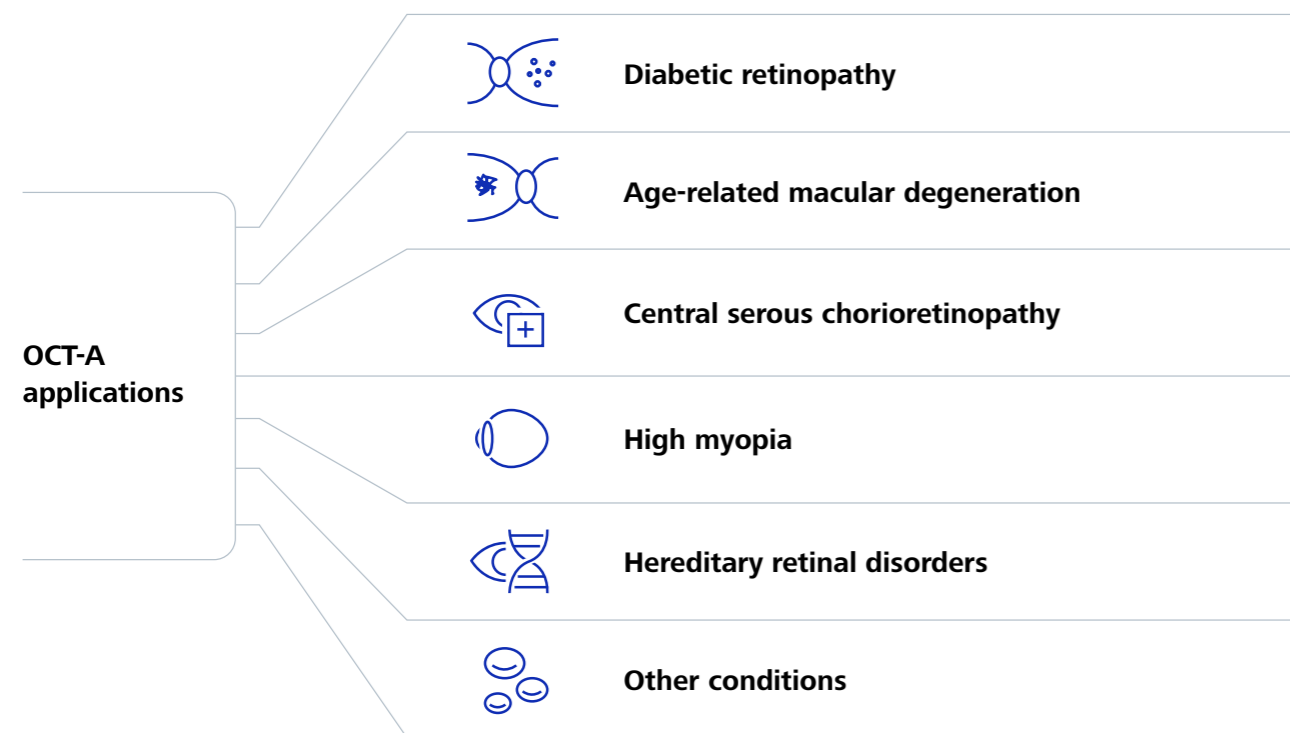 OCT-A
applications
Diabetic retinopathy
Age-related macular degeneration
Central serous chorioretinopathy
High myopia
Hereditary retinal disorders
Other conditions